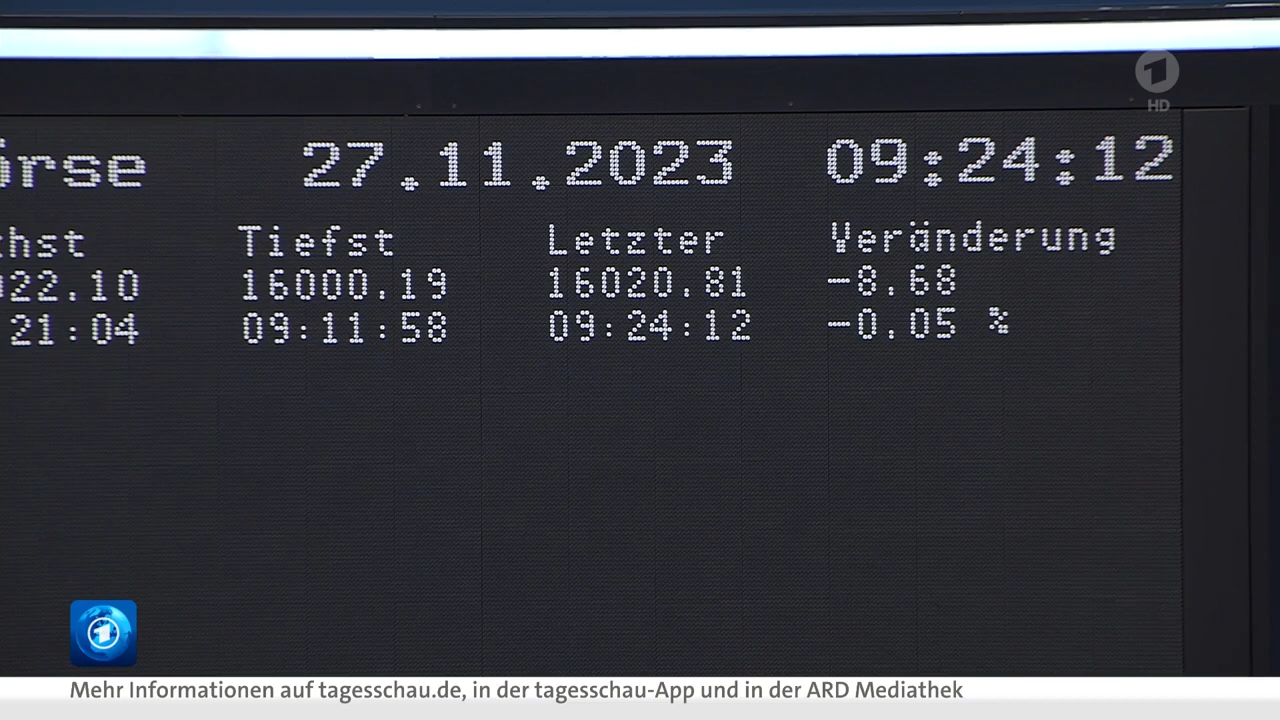 HD
örse 27.11.2023 09:24:12
hst Tiefst Letzter Veränderung
022.10 16000.19 16020.81 -8.68
21:04 09:11:58 09:24:12 -0.05 %
Mehr Informationen auf tagesschau.de, in der tagesschau-App und in der ARD Mediathek